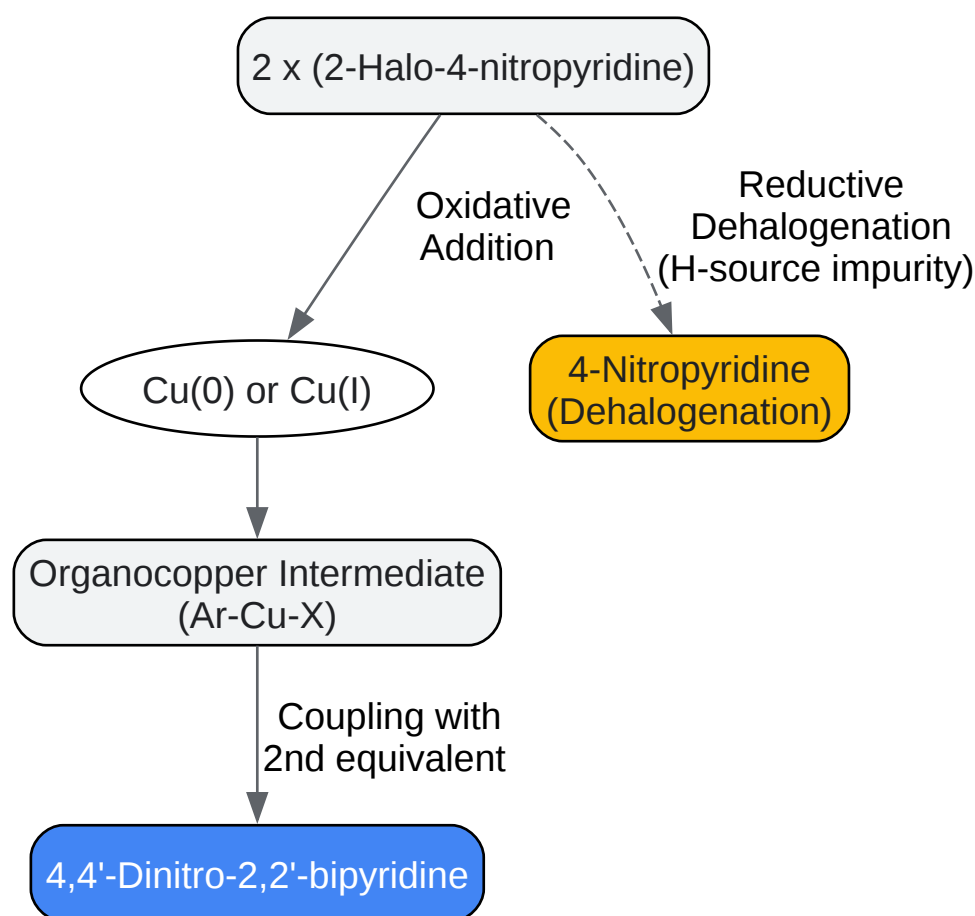 2 x (2-Halo-4-nitropyridine)
Oxidative
Addition
Reductive
Dehalogenation
(H-source impurity)
Cu(0) or Cu(I)
4-Nitropyridine
(Dehalogenation)
Organocopper Intermediate
(Ar-Cu-X)
Coupling with
2nd equivalent
4,4'-Dinitro-2,2'-bipyridine